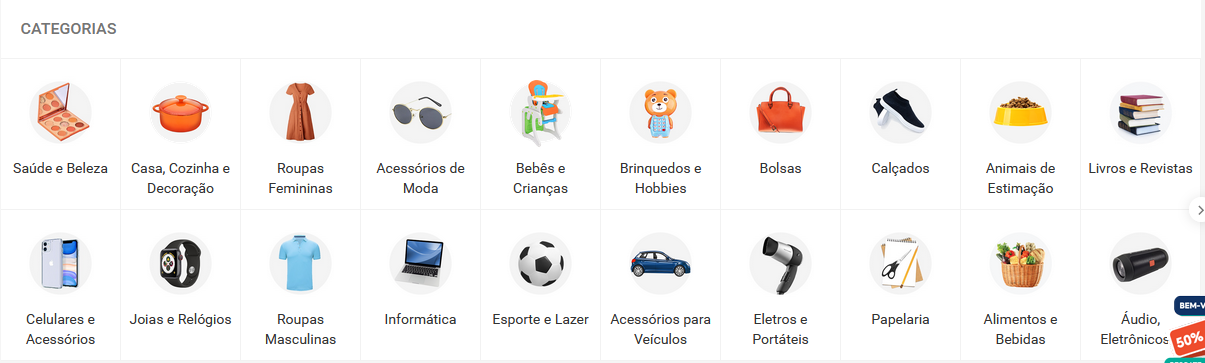 CATEGORIAS
Saúde e Beleza
Casa, Cozinha e
Decoração
Roupas
Femininas
Acessórios de
Moda
Bebês e
Crianças
Brinquedos e
Hobbies
Bolsas
Calçados
Animais de
Estimação
Livros e Revistas
Celulares e
Acessórios
Joias e Relógios
Roupas
Masculinas
Informática
Esporte e Lazer
Acessórios para
Veículos
Eletros e
Portáteis
Papelaria
Alimentos e
Bebidas
Áudio,
Eletrônicos
BEM-V
50%